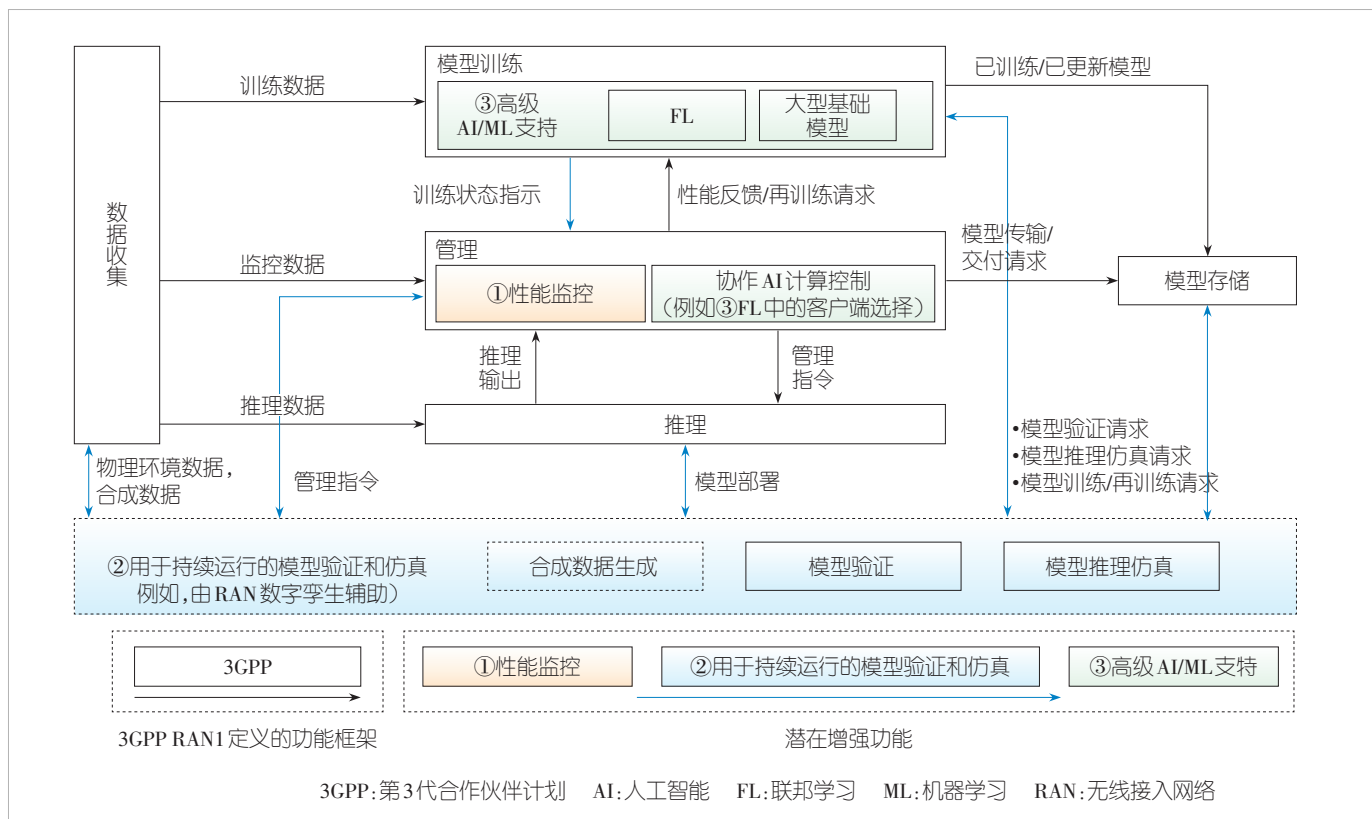 模型训练
已训练/已更新模型
训练数据
③高级
AI/ML支持
FL
大型基础
模型
训练状态指示
性能反馈/再训练请求
数据收集
管理
模型传输/
交付请求
监控数据
①性能监控
协作AI计算控制
(例如③FL中的客户端选择)
模型存储
推理
输出
管理
指令
推理数据
推理
•模型验证请求
•模型推理仿真请求
•模型训练/再训练请求
物理环境数据,
合成数据
管理指令
模型部署
②用于持续运行的模型验证和仿真
例如,由RAN数字孪生辅助)
合成数据生成
模型验证
模型推理仿真
3GPP
①性能监控
②用于持续运行的模型验证和仿真
③高级AI/ML支特
3GPP RAN1定义的功能框架
潜在增强功能
3GPP:第3代合作伙伴计划 AI:人工智能 FL:联邦学习 ML:机器学习 RAN:无线接入网络